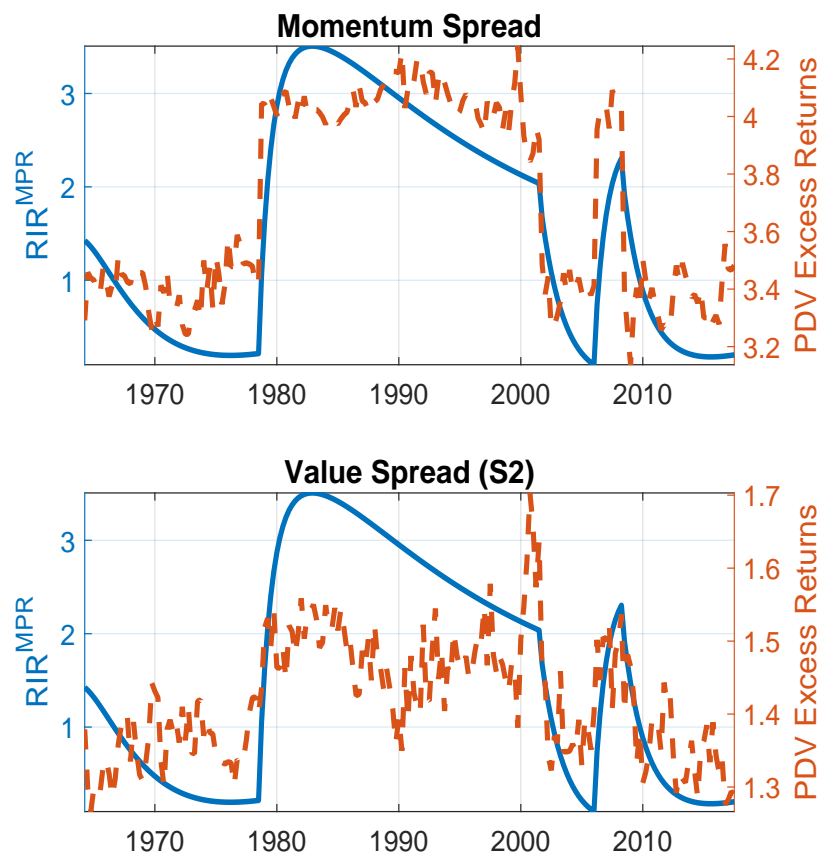 Momentum Spread
RIR^MPR
3
2
1
4.2
4
3.8
3.6
3.4
3.2
PDV Excess Returns
1970 1980 1990 2000 2010
Value Spread (S2)
RIR^MPR
3
2
1
1.7
1.6
1.5
1.4
1.3
PDV Excess Returns
1970 1980 1990 2000 2010